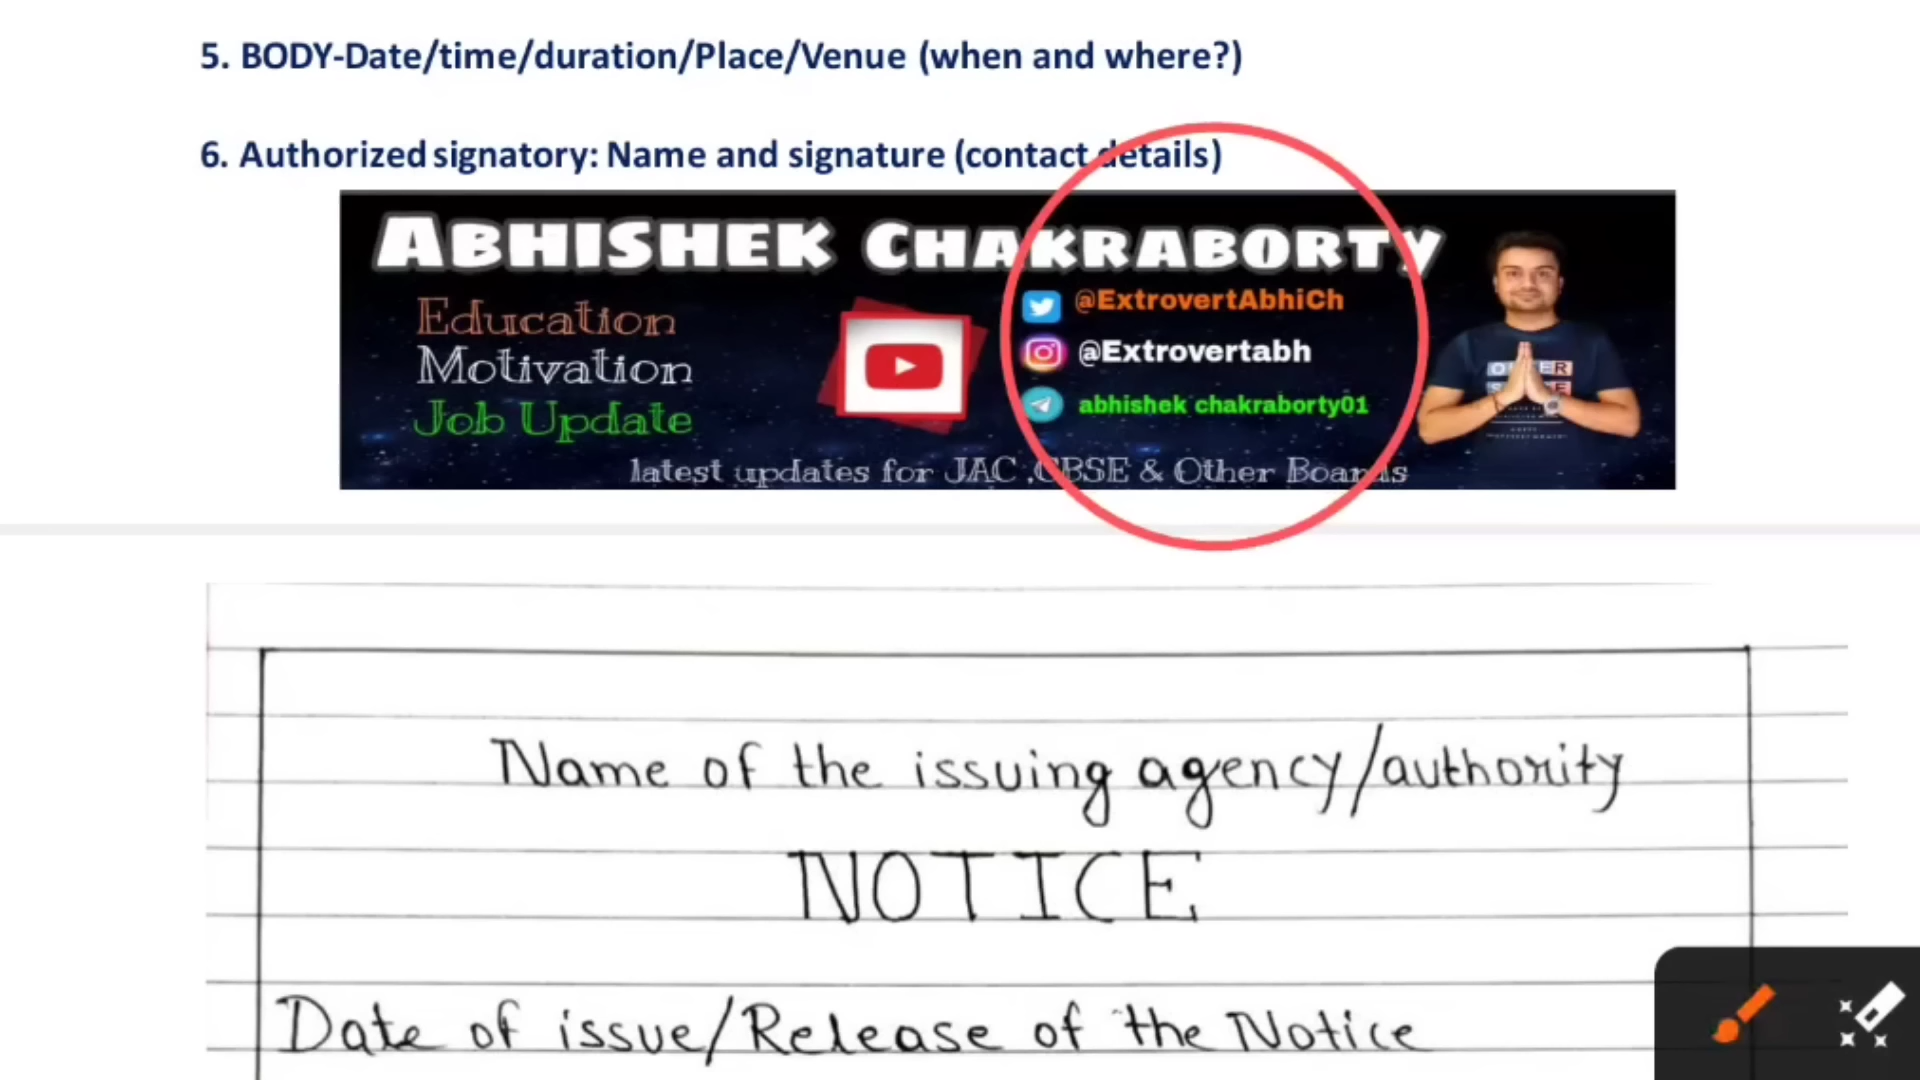 5. BODY-Date/time/duration/Place/Venue (when and where?)
6. Authorized signatory: Name and signature (contact details)
ABHISHEK CHAKRABORTY
Education
Motivation
Job Update
@ExtrovertAbhiCh
@Extrovertabh
abhishek chakraborty01
latest updates for JAC ,CBSE & Other Boards
Name of the issuing agency/authority
NOTICE
Date of issue/Release of the Notice